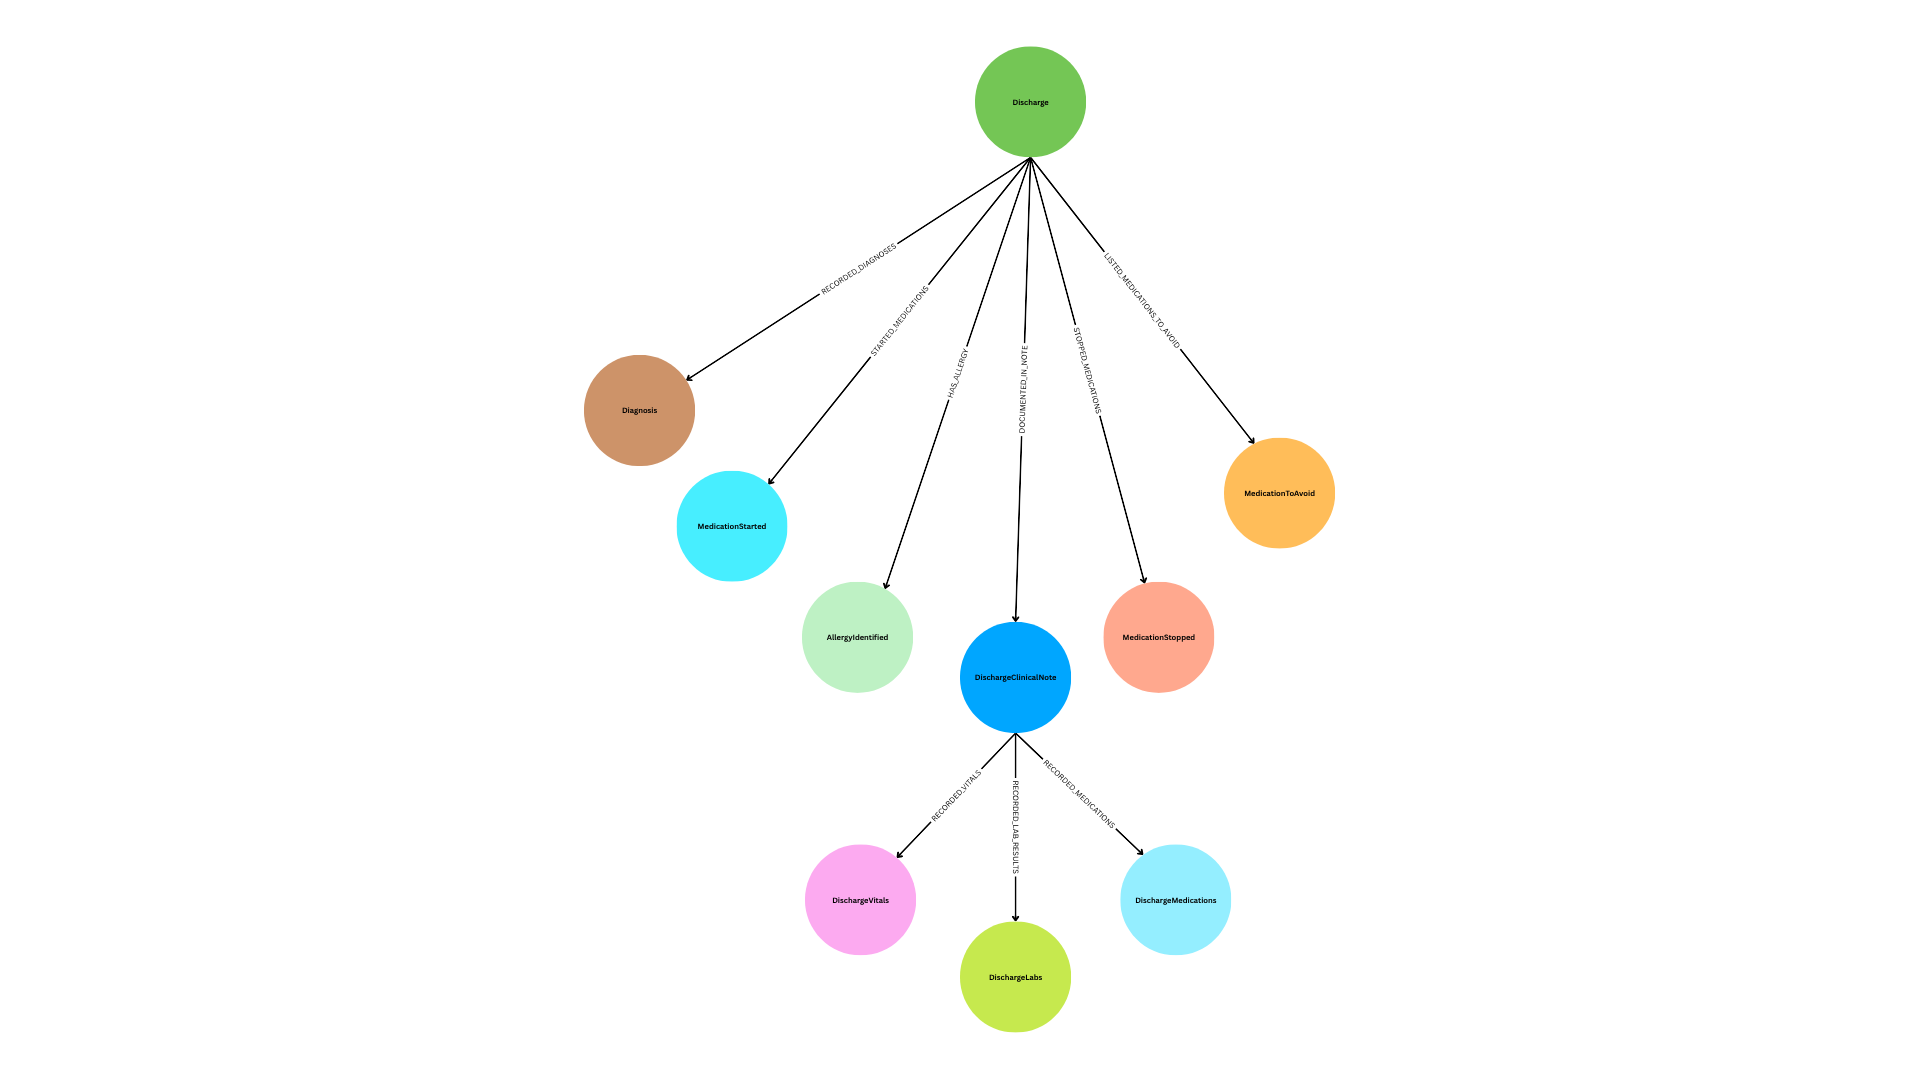 Discharge
RECORDED_DIAGNOSES
STARTED_MEDICATIONS
HAS_ALLERGY
DOCUMENTED_IN_NOTE
STOPPED_MEDICATIONS
LISTED_MEDICATIONS_TO_AVOID
Diagnosis
MedicationToAvoid
MedicationStarted
AllergyIdentified
MedicationStopped
DischargeClinicalNote
RECORDED_VITALS
RECORDED_LAB_RESULTS
RECORDED_MEDICATIONS
DischargeVitals
DischargeMedications
DischargeLabs